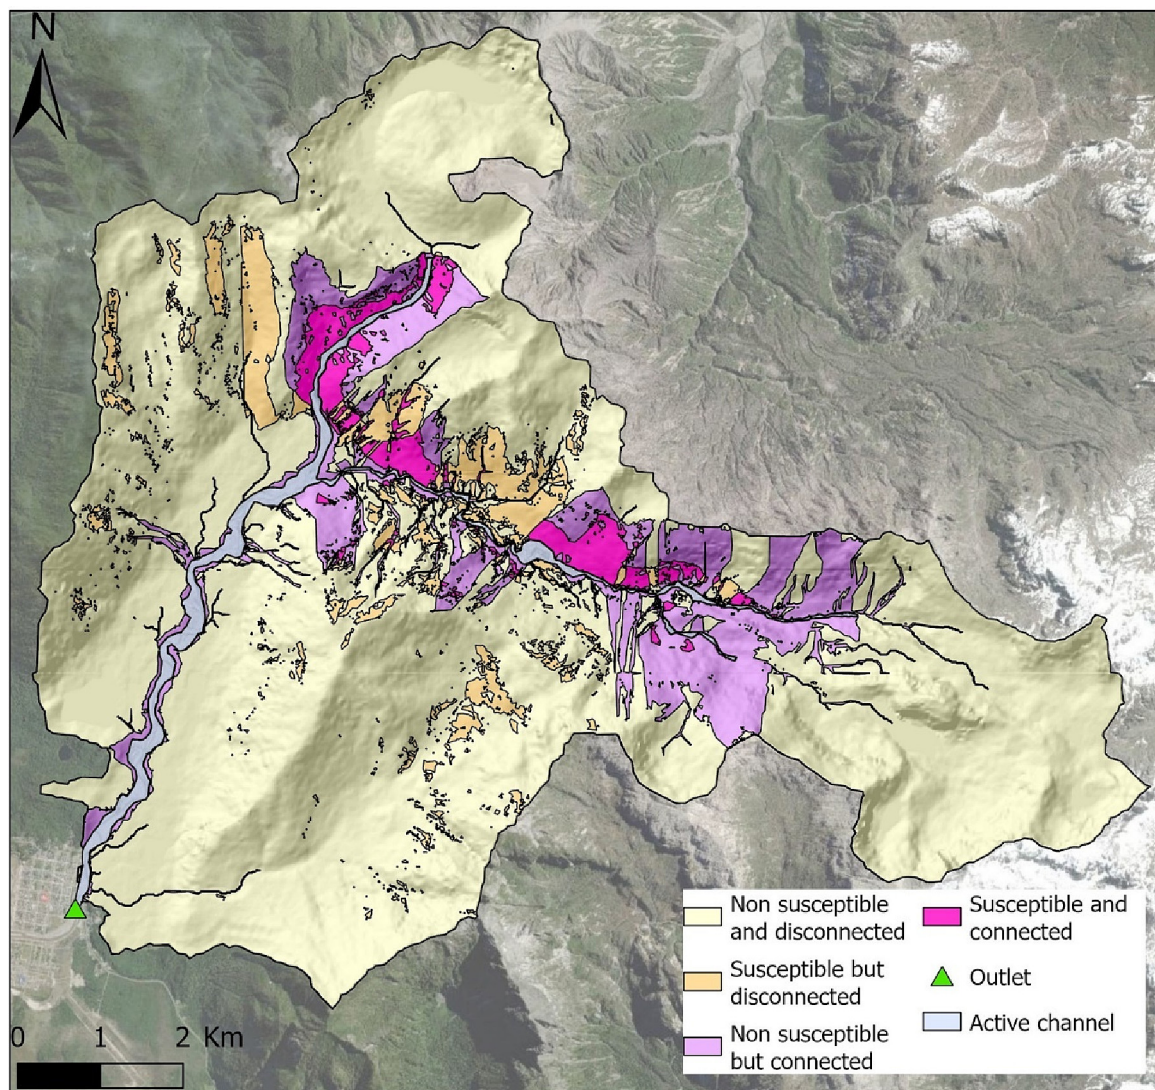 N
Non susceptible
and disconnected
Susceptible but
disconnected
Non susceptible
but connected
Susceptible and
connected
Outlet
Active channel
0 1 2 Km